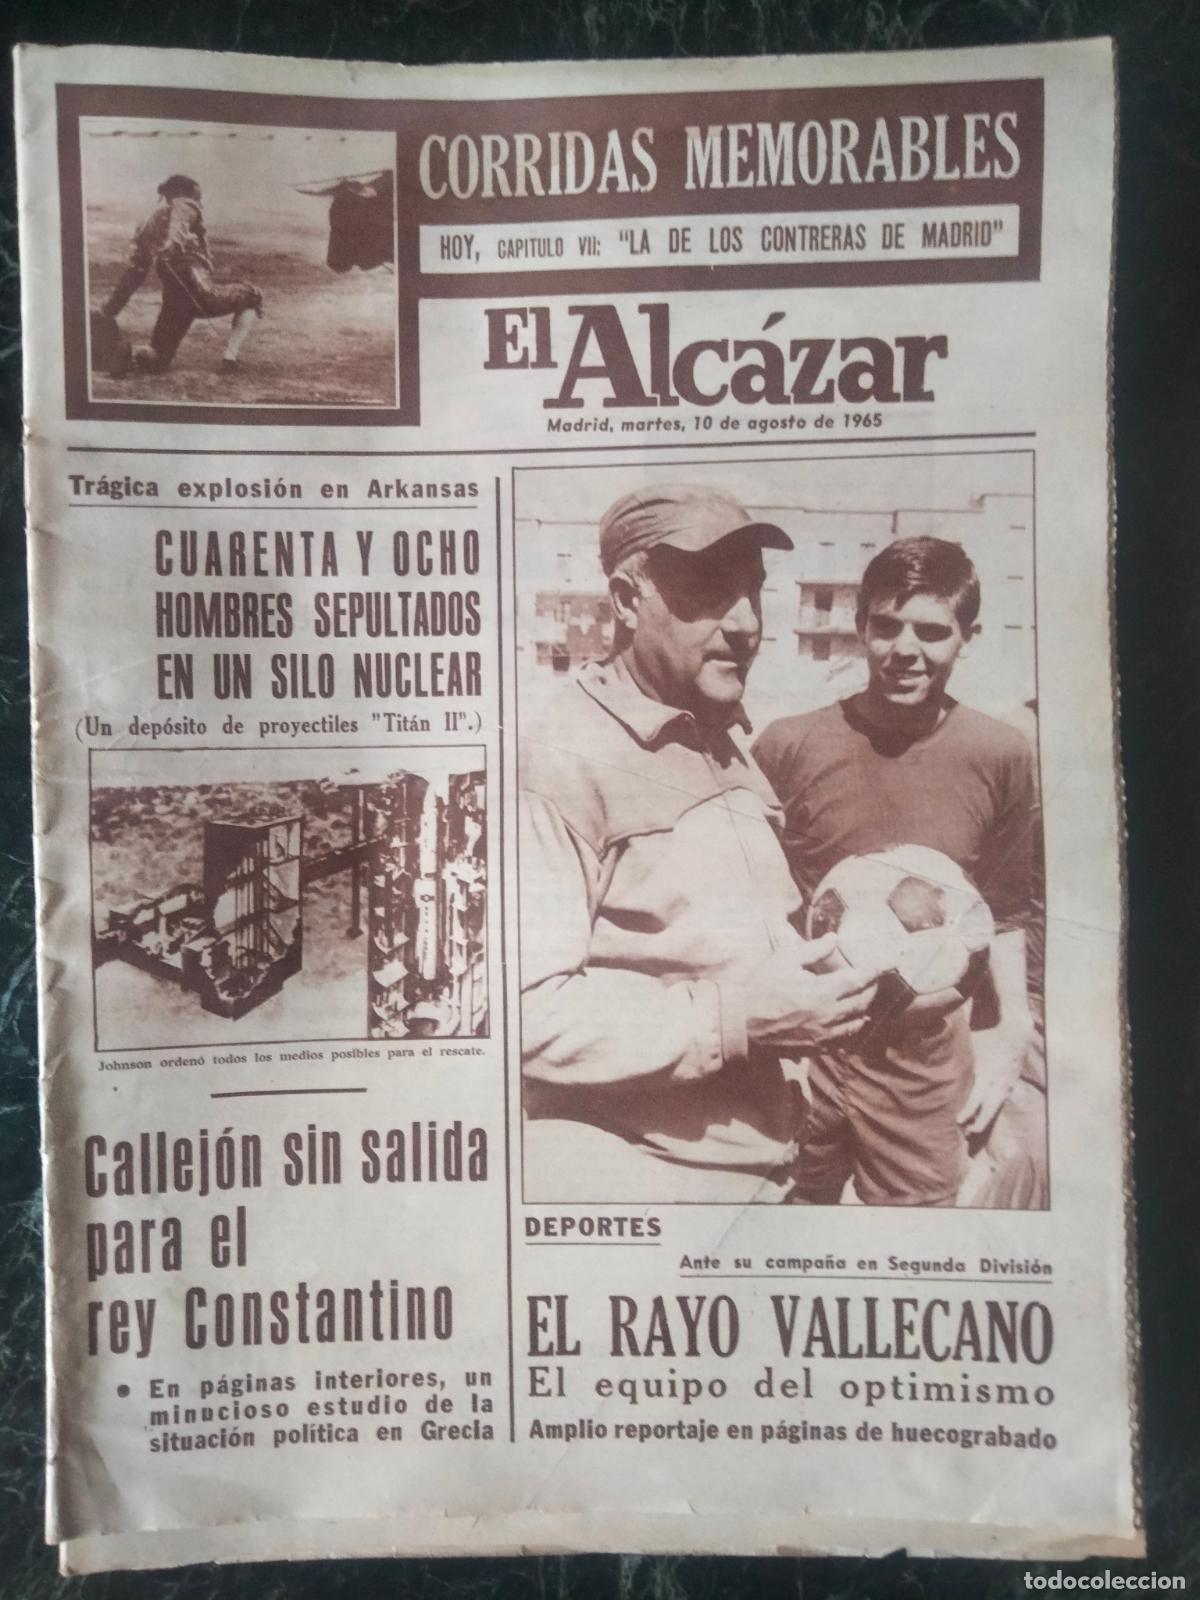 CORRIDAS MEMORABLES
HOY, CAPITULO VII: "LA DE LOS CONTRERAS DE MADRID"
El Alcázar
Madrid, martes, 10 de agosto de 1965
Trágica explosión en Arkansas
CUARENTA Y OCHO
HOMBRES SEPULTADOS
EN UN SILO NUCLEAR
(Un depósito de proyectiles "Titán II".)
Johnson ordenó todos los medios posibles para el rescate.
Callejón sin salida
para el
rey Constantino
• En páginas interiores, un
minucioso estudio de la
situación política en Grecia
DEPORTES
Ante su campaña en Segunda División
EL RAYO VALLECANO
El equipo del optimismo
Amplio reportaje en páginas de huecograbado
todocoleccion